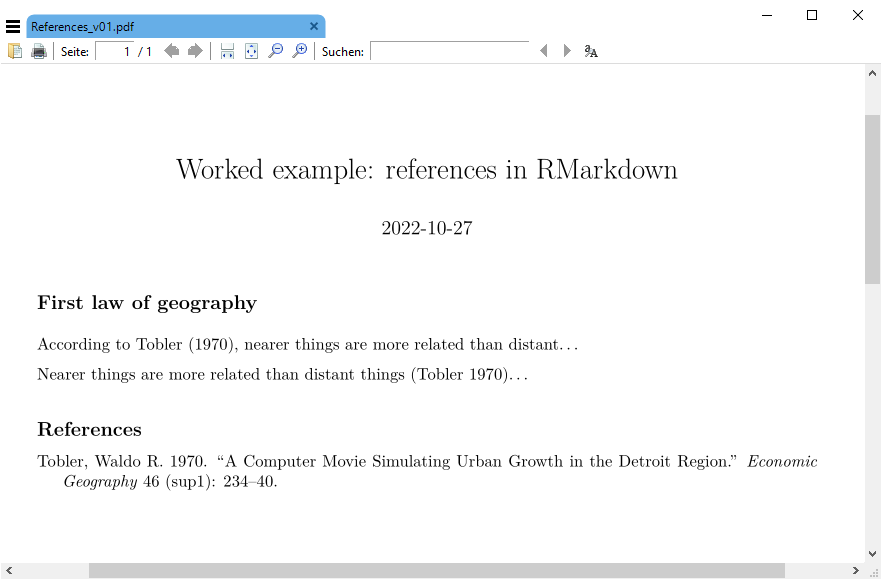 References_v01.pdf
Seite: 1 / 1 Suchen:
Worked example: references in RMarkdown
2022-10-27
First law of geography
According to Tobler (1970), nearer things are more related than distant…
Nearer things are more related than distant things (Tobler 1970)…
References
Tobler, Waldo R. 1970. “A Computer Movie Simulating Urban Growth in the Detroit Region.” Economic
Geography 46 (sup1): 234–40.